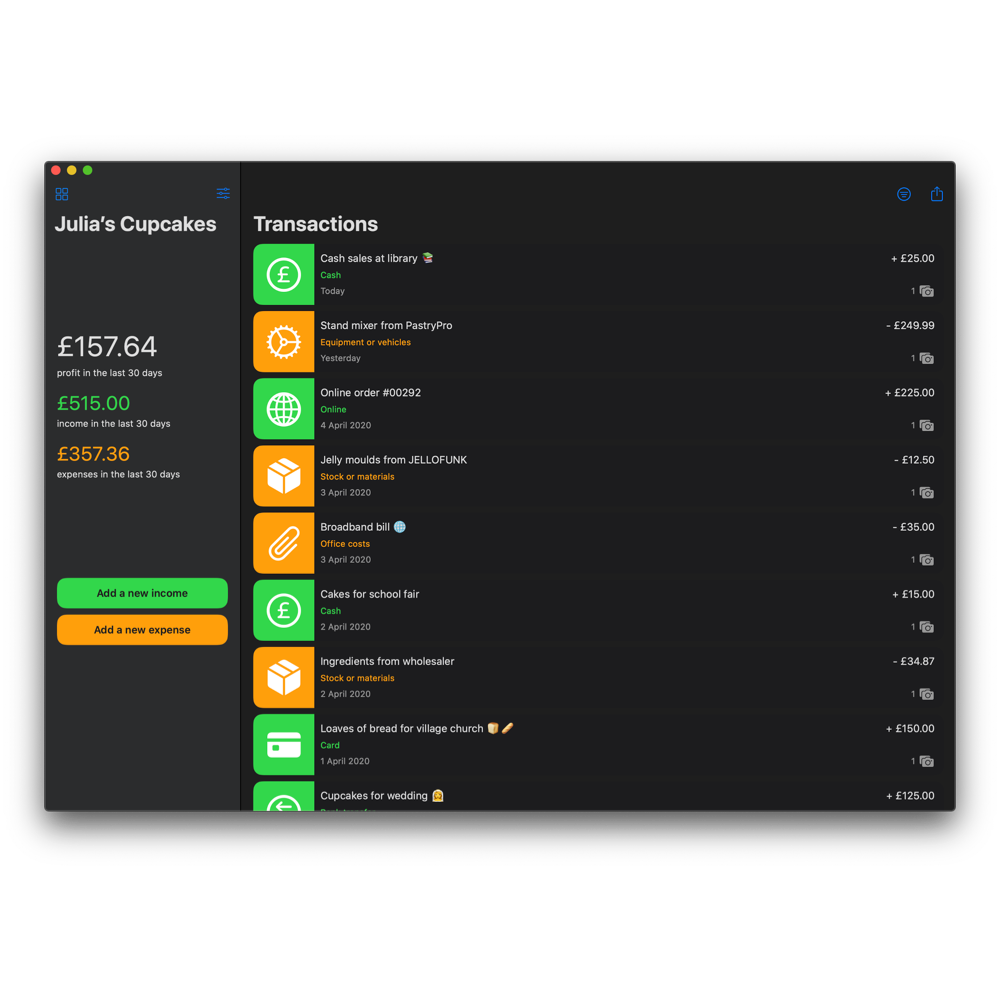 Julia’s Cupcakes
£157.64
profit in the last 30 days
£515.00
income in the last 30 days
£357.36
expenses in the last 30 days
Add a new income
Add a new expense
Transactions
Cash sales at library 📚 + £25.00
Cash
Today 1
Stand mixer from PastryPro - £249.99
Equipment or vehicles
Yesterday 1
Online order #00292 + £225.00
Online
4 April 2020 1
Jelly moulds from JELLOFUNK - £12.50
Stock or materials
3 April 2020 1
Broadband bill 🌐 - £35.00
Office costs
3 April 2020 1
Cakes for school fair + £15.00
Cash
2 April 2020 1
Ingredients from wholesaler - £34.87
Stock or materials
2 April 2020 1
Loaves of bread for village church 🍞🥖 + £150.00
Card
1 April 2020 1
Cupcakes for wedding 👰 + £125.00